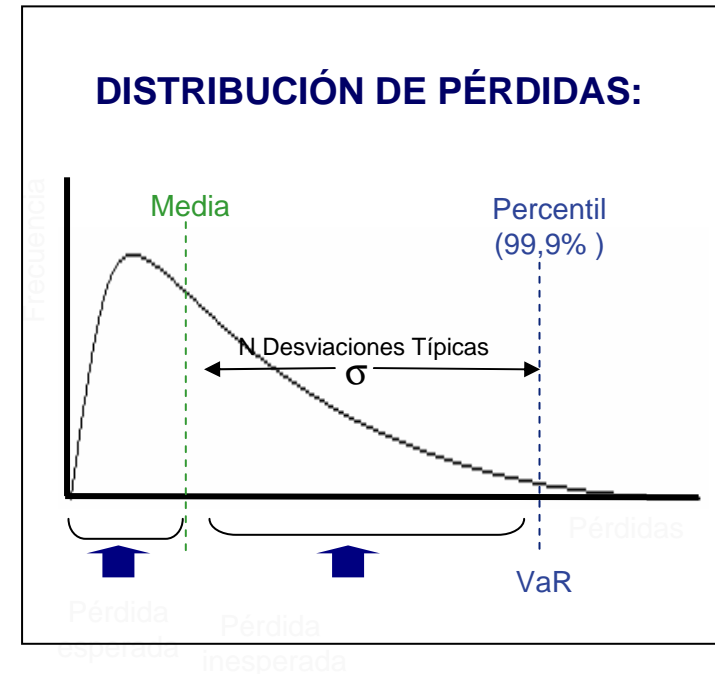 DISTRIBUCIÓN DE PÉRDIDAS:
Frecuencia
Media
Percentil
(99,9% )
N Desviaciones Típicas
σ
Pérdidas
VaR
Pérdida
esperada
Pérdida
inesperada